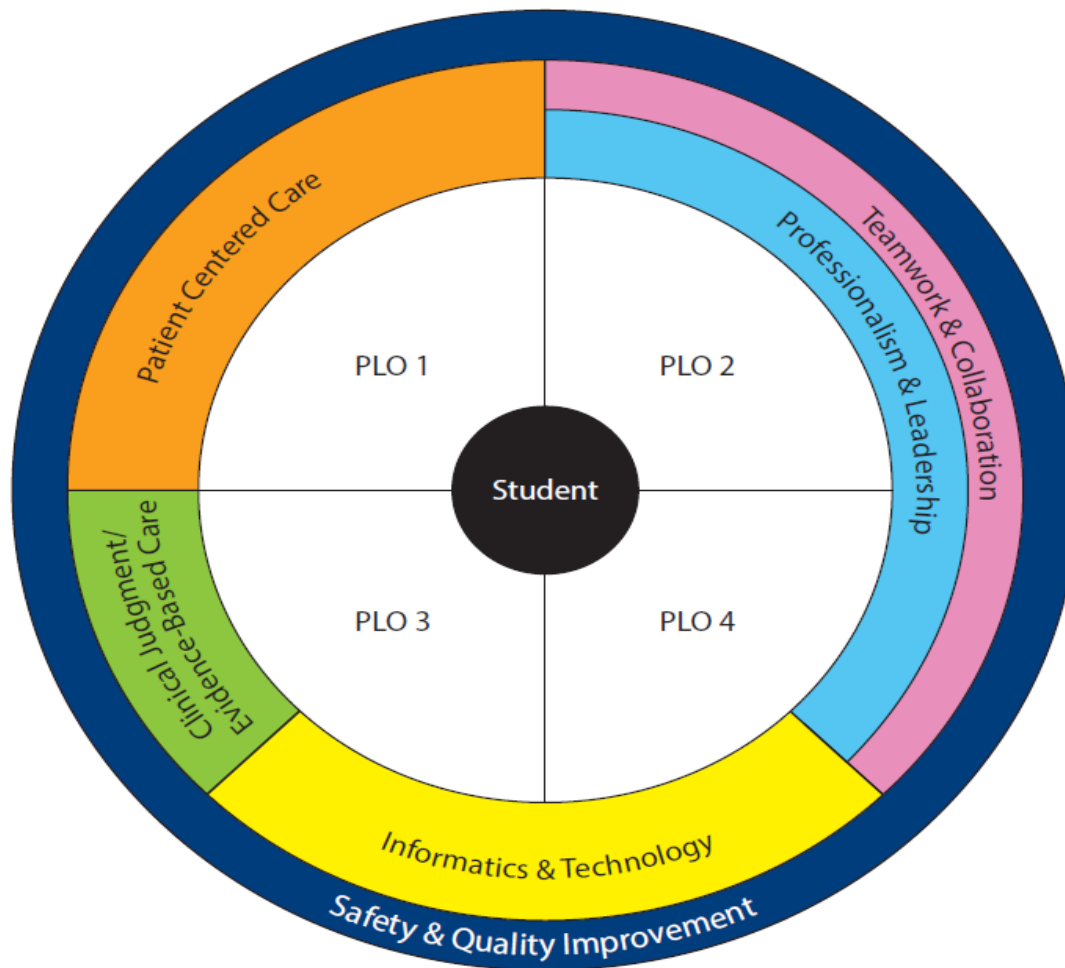 Patient Centered Care
Teamwork & Collaboration
Professionalism & Leadership
PLO 1
PLO 2
Student
Clinical Judgment/
Evidence-Based Care
PLO 3
PLO 4
Informatics & Technology
Safety & Quality Improvement